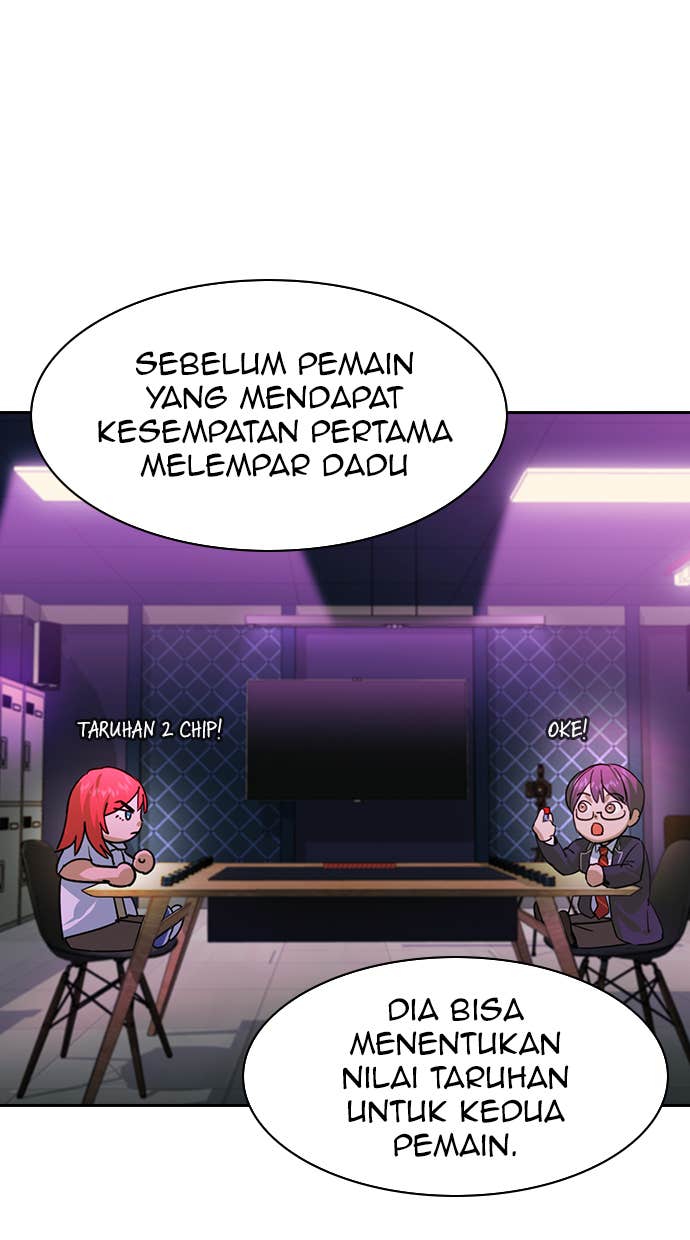 SEBELUM PEMAIN
YANG MENDAPAT
KESEMPATAN PERTAMA
MELEMPAR DADU
TARUHAN 2 CHIP!
OKE!
DIA BISA
MENENTUKAN
NILAI TARUHAN
UNTUK KEDUA
PEMAIN.